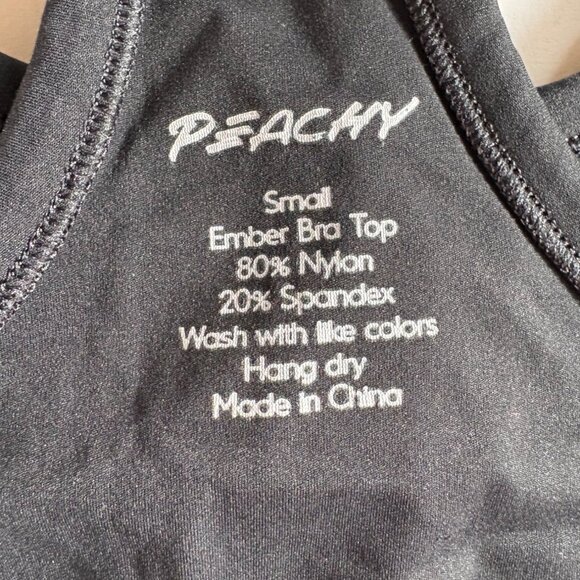 PEACHY
Small
Ember Bra Top
80% Nylon
20% Spandex
Wash with like colors
Hang dry
Made in China